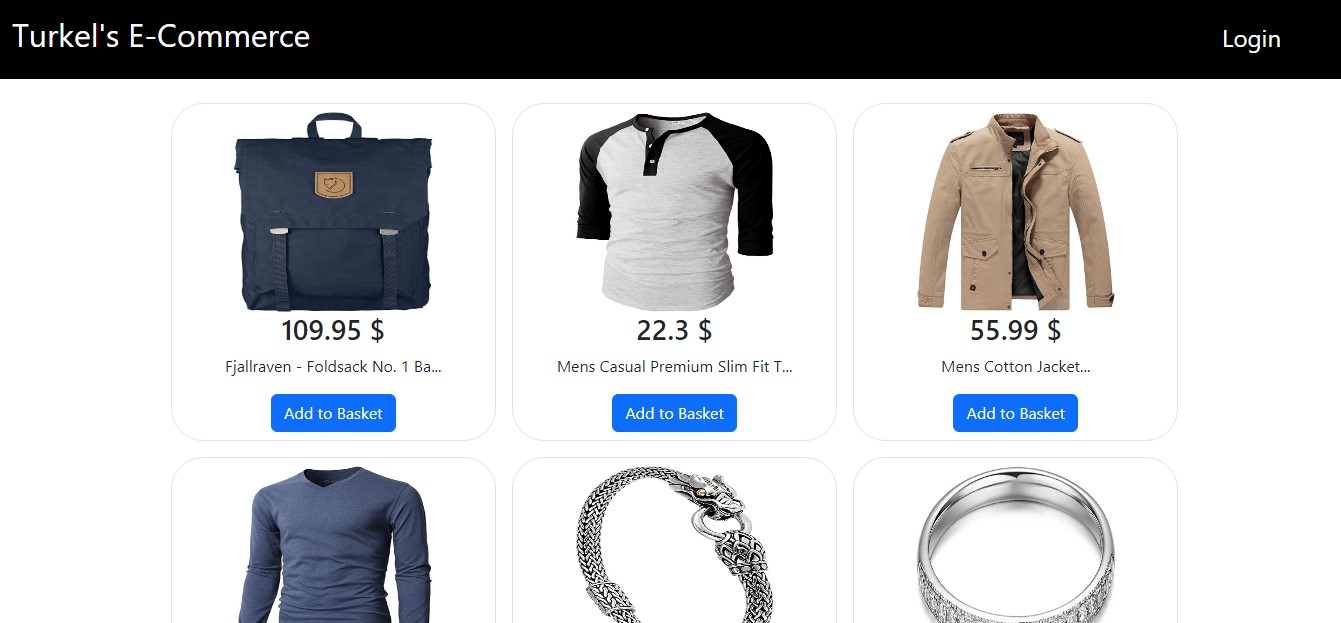 Turkel's E-Commerce
Login
109.95 $
22.3 $
55.99 $
Fjallraven - Foldsack No. 1 Ba...
Mens Casual Premium Slim Fit T...
Mens Cotton Jacket...
Add to Basket
Add to Basket
Add to Basket